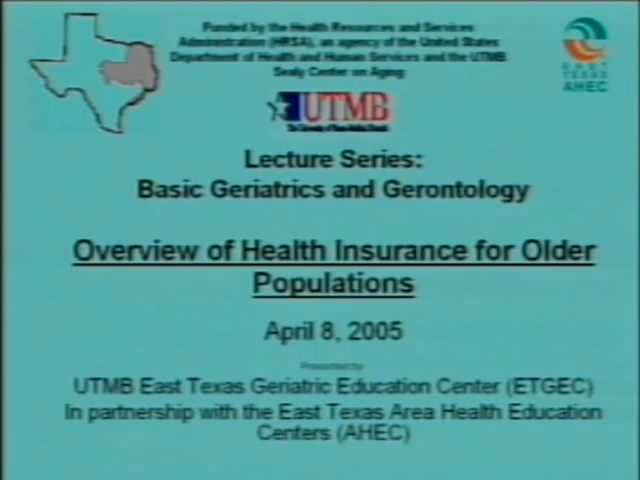 Funded by the Health Resources and Services
Administration (HRSA), an agency of the United States
Department of Health and Human Services and the UTMB
Sealy Center on Aging
EAST
TEXAS
AHEC
UTMB
Lecture Series:
Basic Geriatrics and Gerontology
Overview of Health Insurance for Older
Populations
April 8, 2005
Presented by
UTMB East Texas Geriatric Education Center (ETGEC)
In partnership with the East Texas Area Health Education
Centers (AHEC)